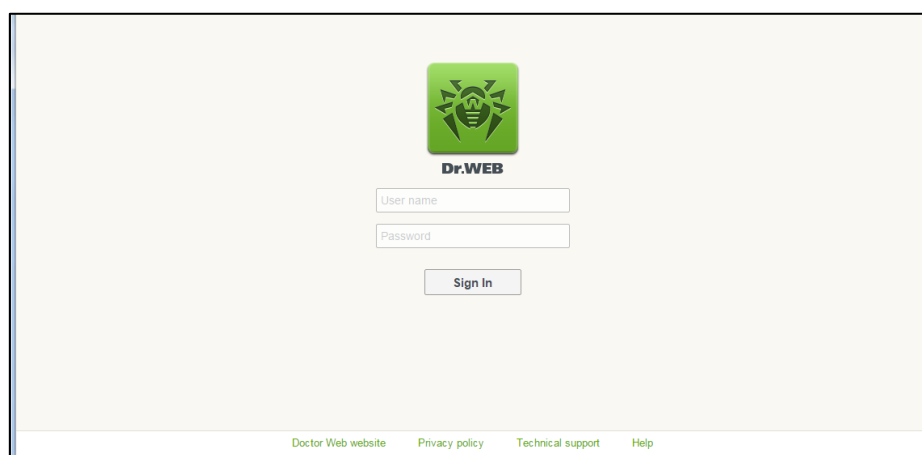 Dr.WEB
User name
Password
Sign In
Doctor Web website Privacy policy Technical support Help